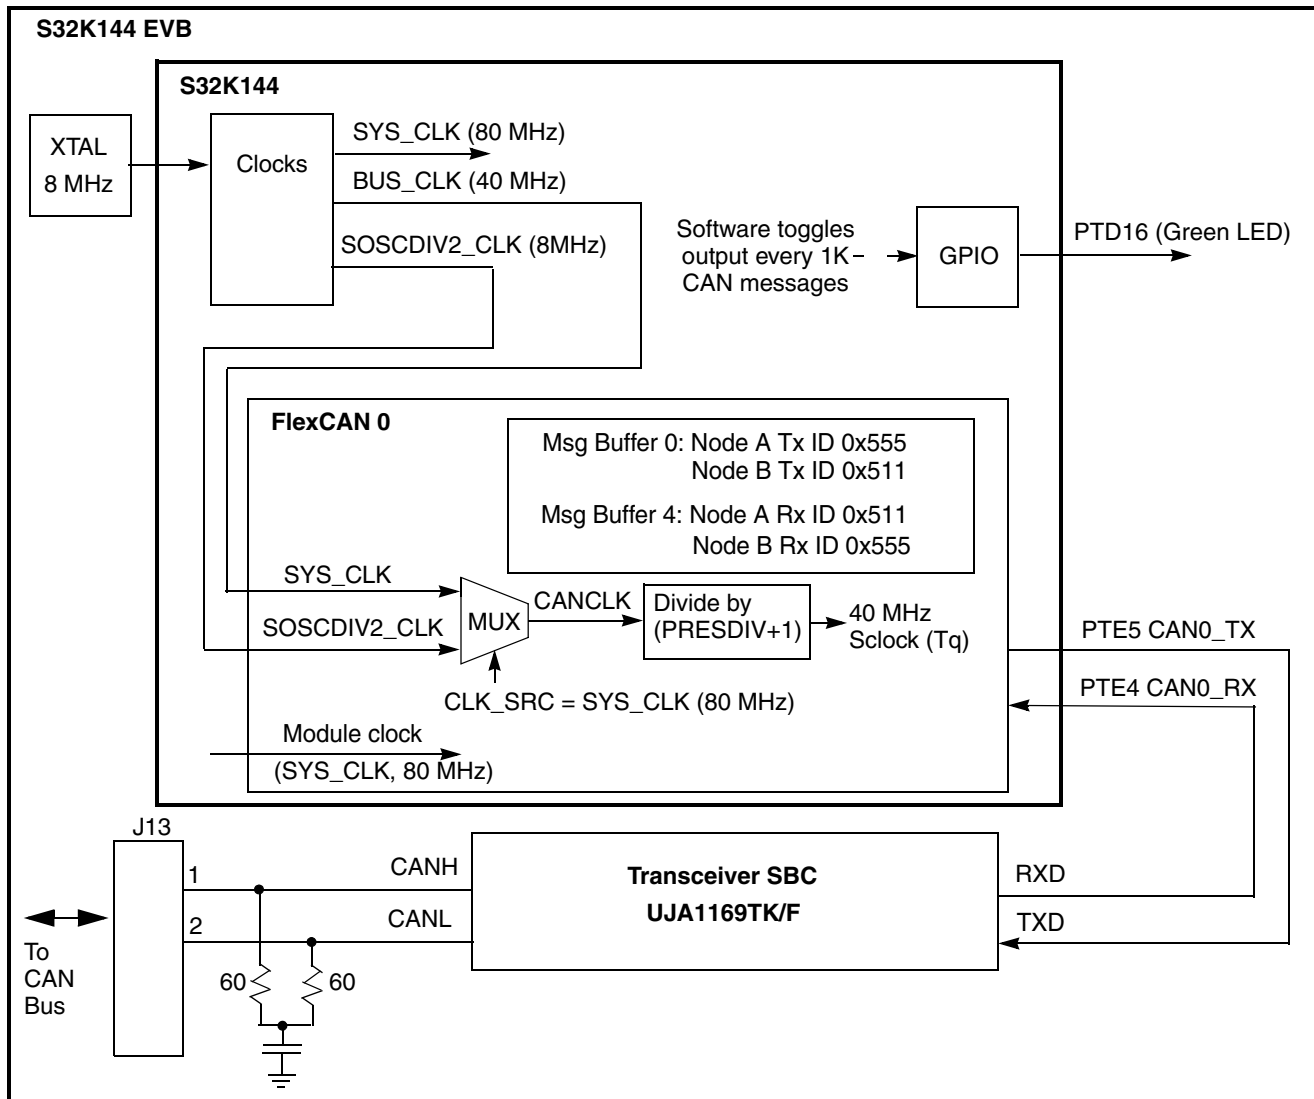 S32K144 EVB
S32K144
XTAL
8 MHz
Clocks
SYS_CLK (80 MHz)
BUS_CLK (40 MHz)
SOSCDIV2_CLK (8MHz)
Software toggles
output every 1K
CAN messages
GPIO
PTD16 (Green LED)
FlexCAN 0
Msg Buffer 0: Node A Tx ID 0x555
Node B Tx ID 0x511
Msg Buffer 4: Node A Rx ID 0x511
Node B Rx ID 0x555
SYS_CLK
SOSCDIV2_CLK
MUX
CANCLK
Divide by
(PRESDIV+1)
40 MHz
Sclock (Tq)
CLK_SRC = SYS_CLK (80 MHz)
Module clock
(SYS_CLK, 80 MHz)
PTE5 CAN0_TX
PTE4 CAN0_RX
J13
1
2
CANH
CANL
Transceiver SBC
UJA1169TK/F
RXD
TXD
To
CAN
Bus
60
60